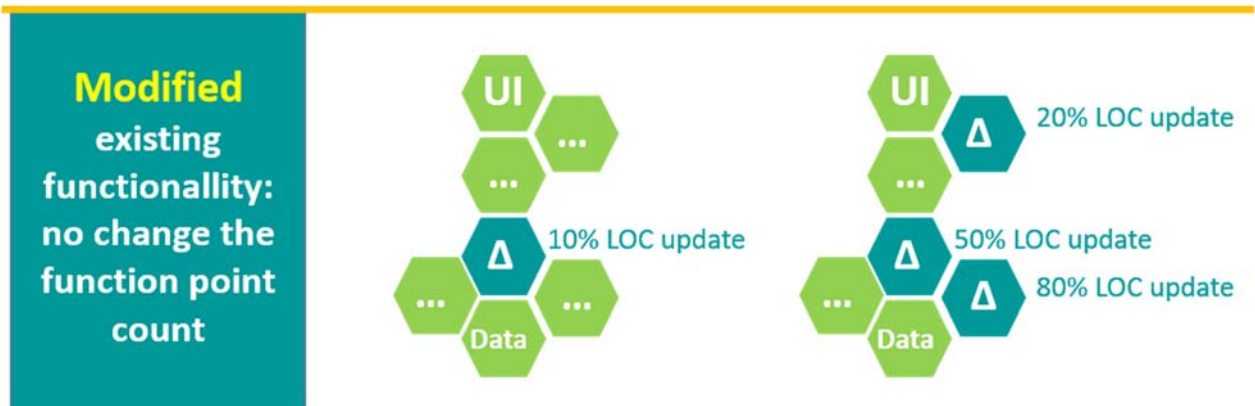 Modified
existing
functionallity:
no change the
function point
count
UI
...
...
Δ 10% LOC update
...
...
Data
UI
Δ 20% LOC update
...
Δ 50% LOC update
...
Δ 80% LOC update
Data